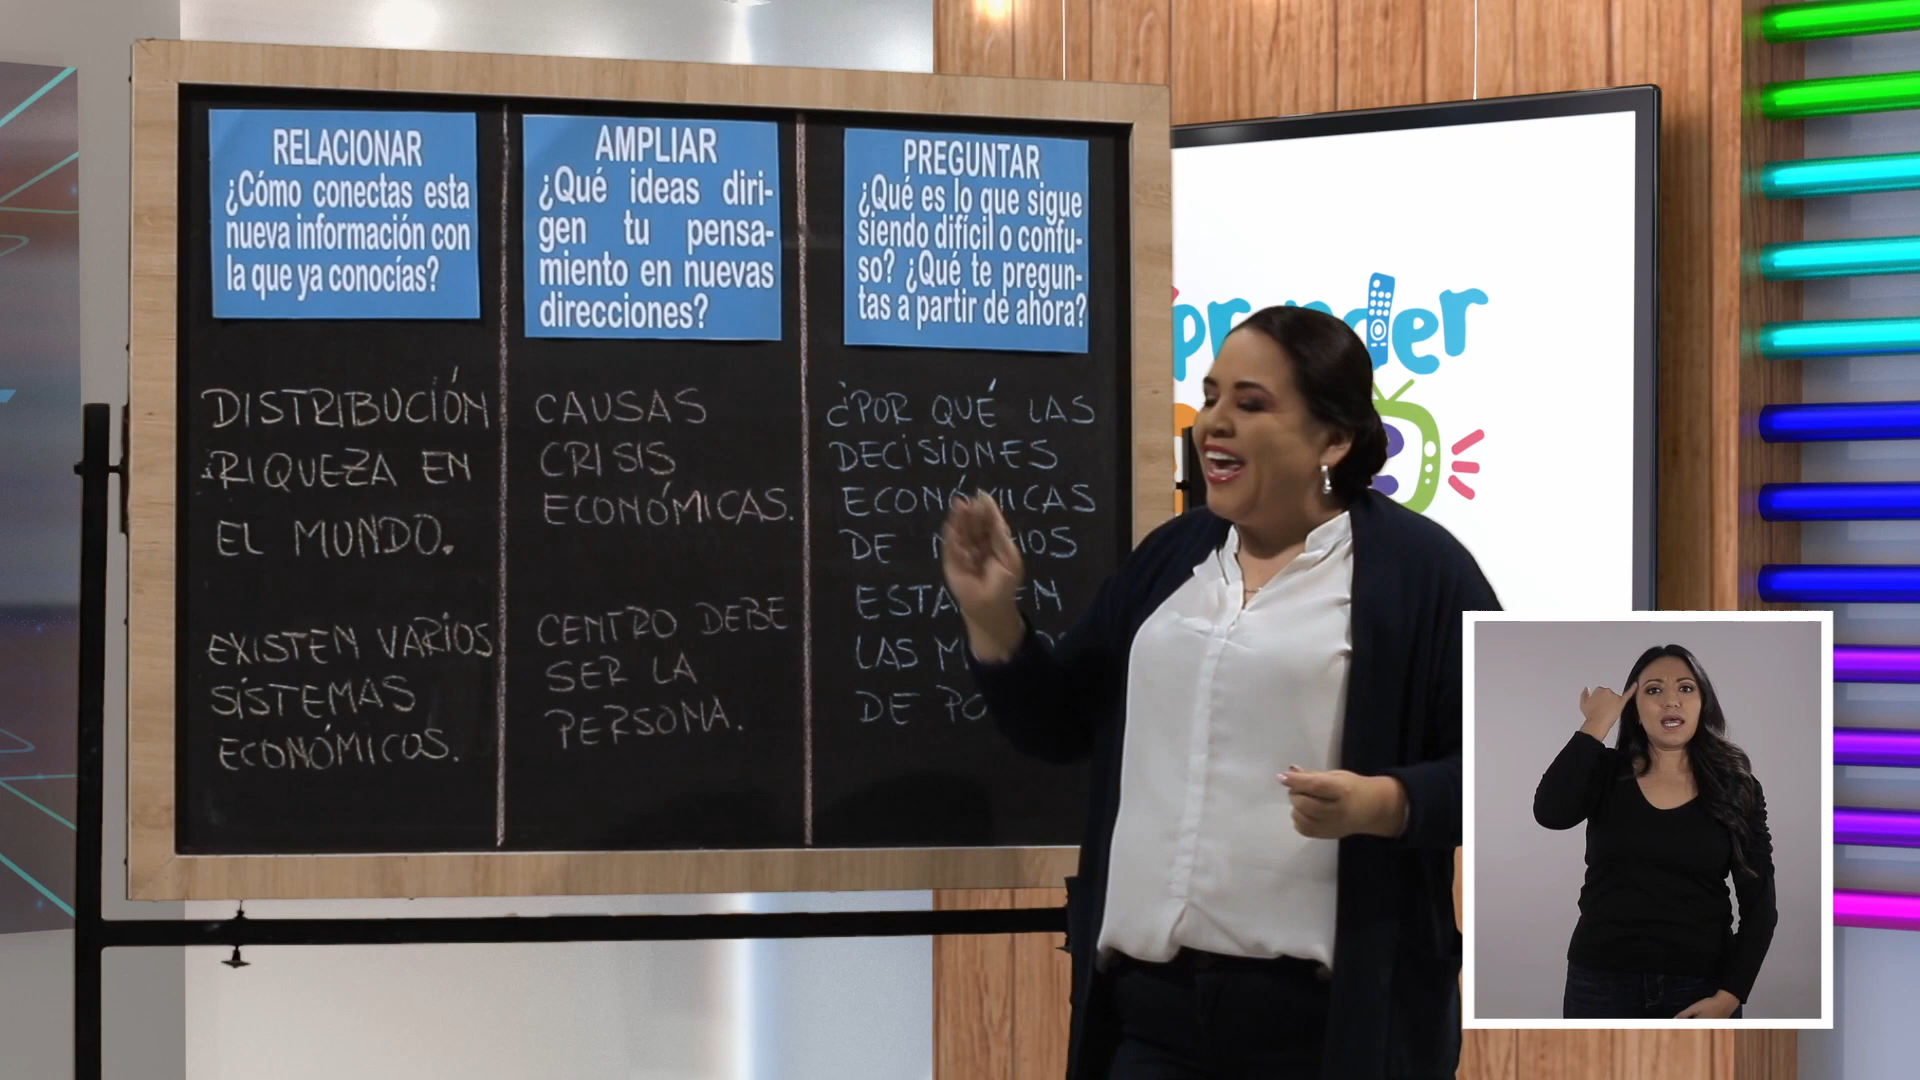 RELACIONAR
¿Cómo conectas esta
nueva información con
la que ya conocías?
DISTRIBUCIÓN
RIQUEZA EN
EL MUNDO.
EXISTEN VARIOS
SISTEMAS
ECONÓMICOS.
AMPLIAR
¿Qué ideas diri-
gen tu pensa-
miento en nuevas
direcciones?
CAUSAS
CRISIS
ECONÓMICAS.
CENTRO DEBE
SER LA
PERSONA.
PREGUNTAR
¿Qué es lo que sigue
siendo difícil o confu-
so? ¿Qué te pregun-
tas a partir de ahora?
¿POR QUÉ LAS
DECISIONES
ECONÓMICAS
DE
LAS
DE